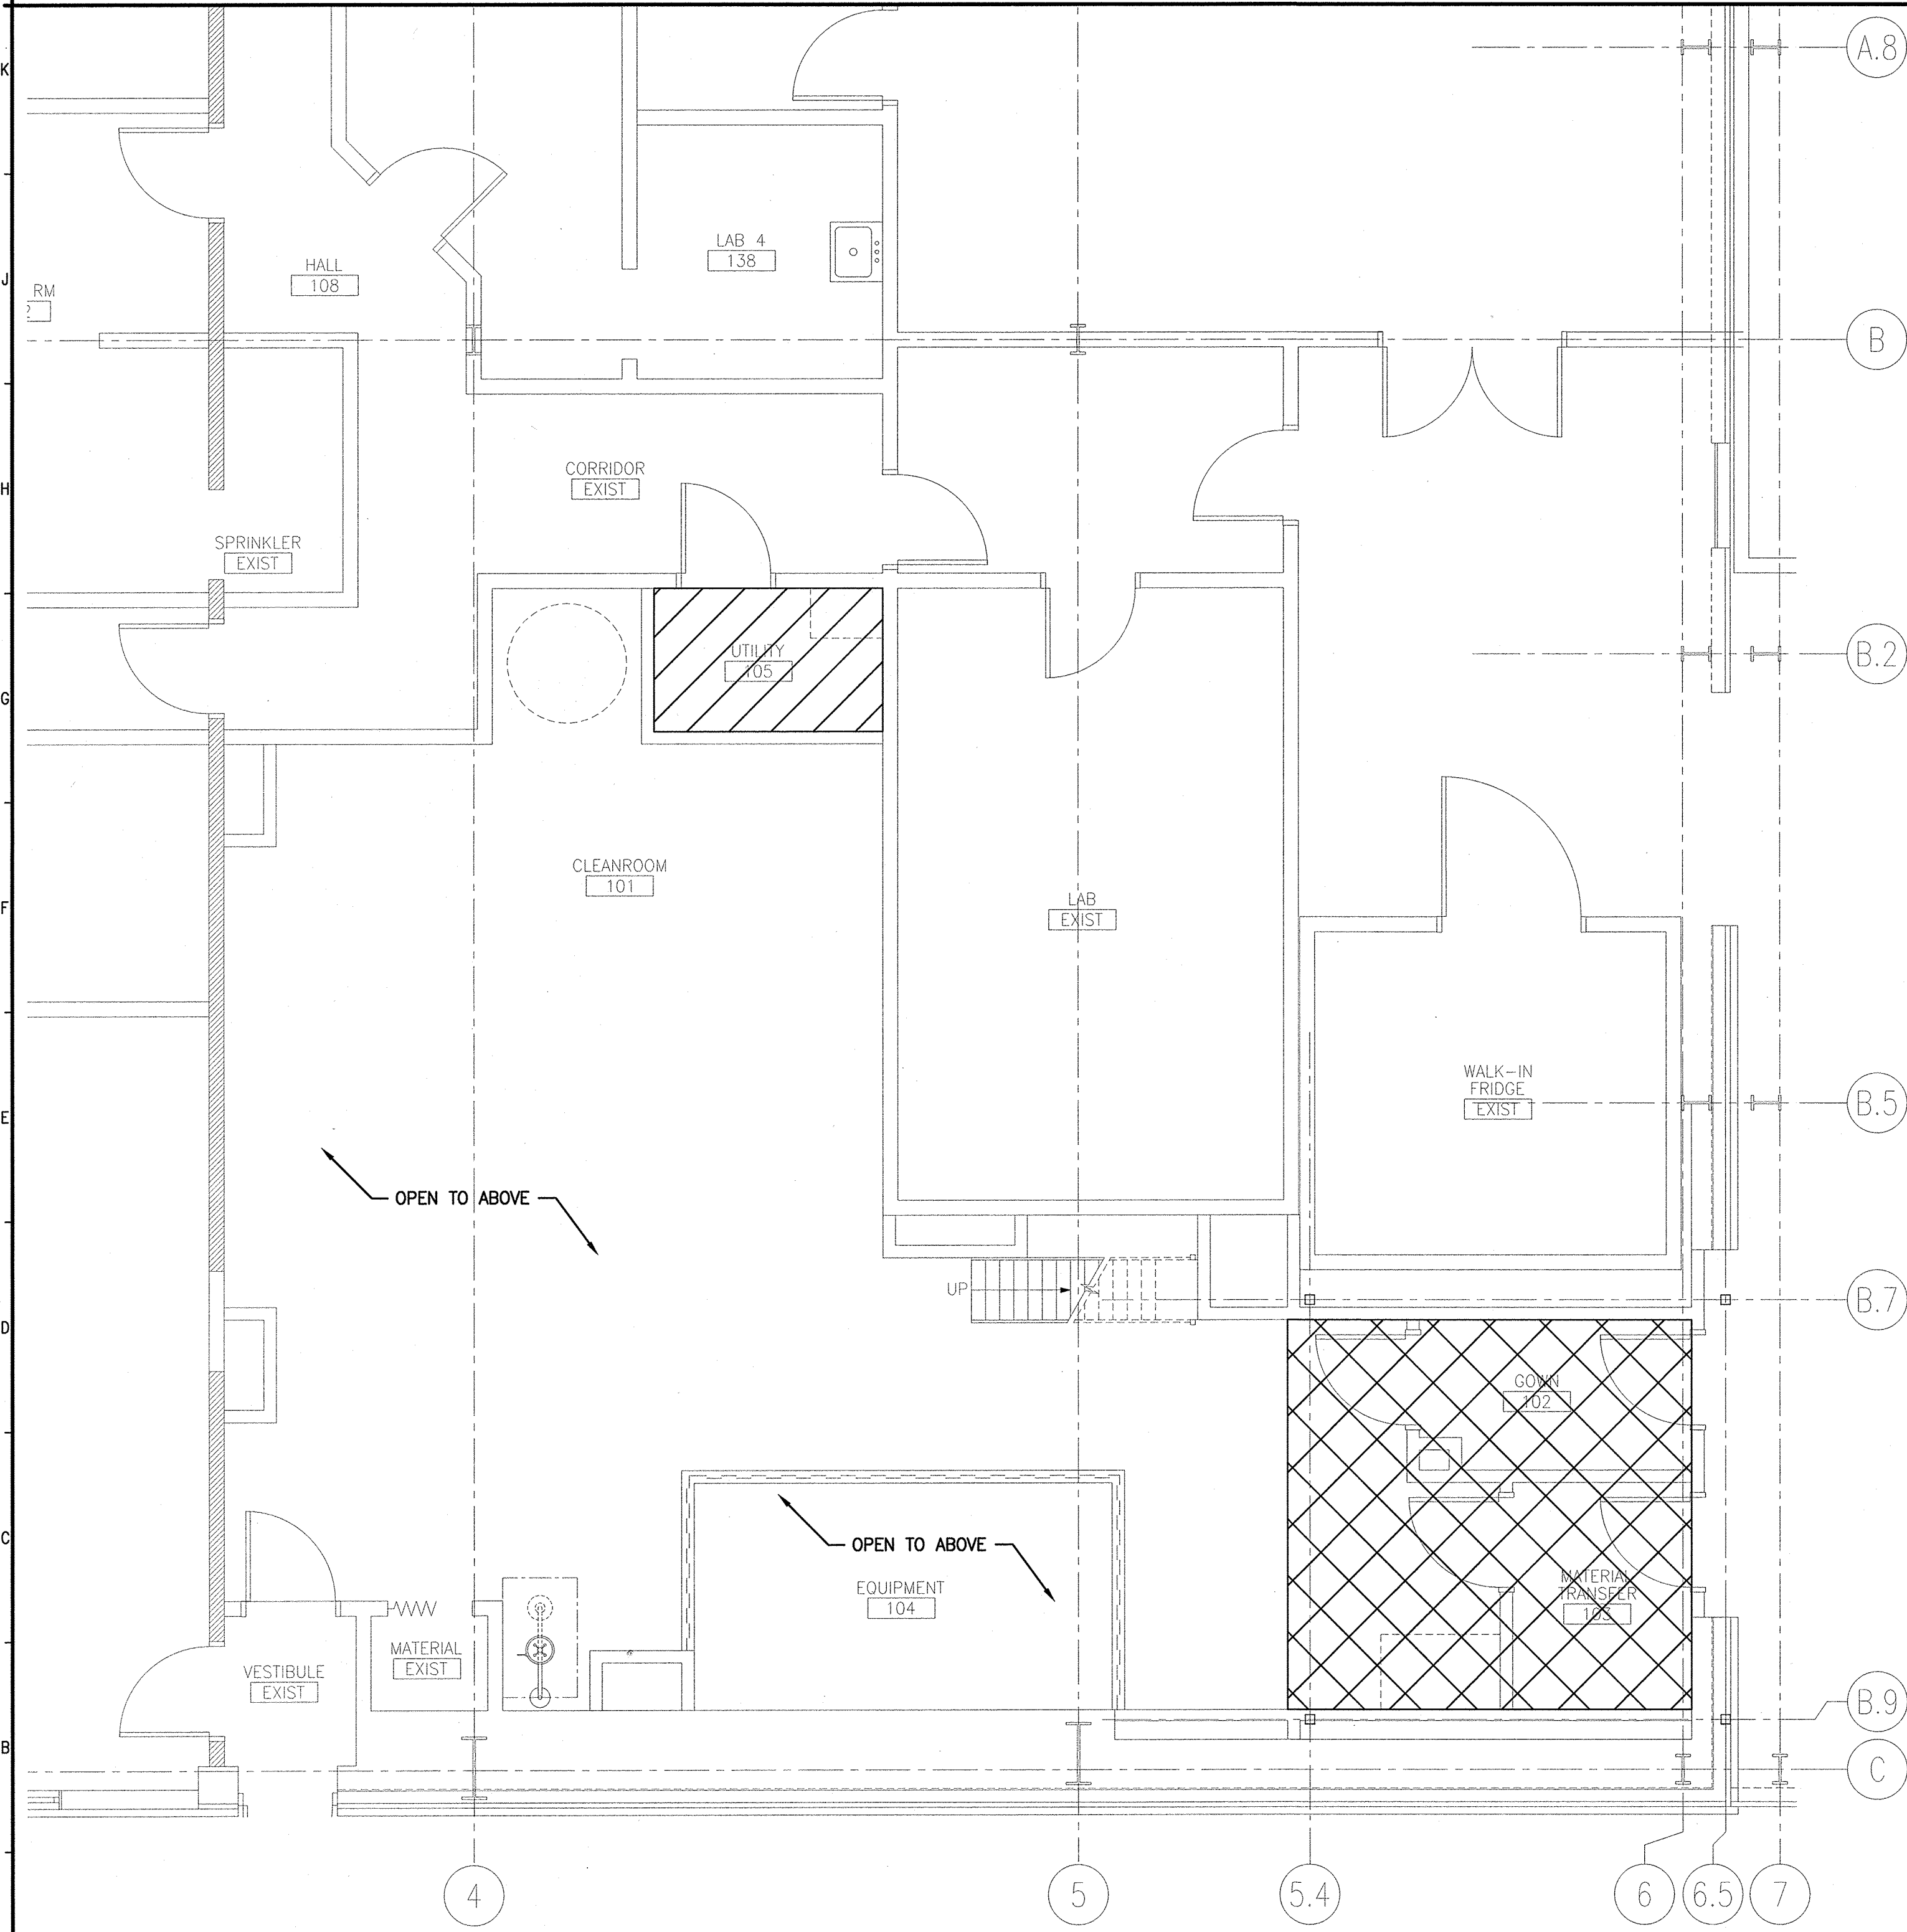 A.8
K
LAB 4
138
HALL
108
J
RM
B
CORRIDOR
EXIST
H
SPRINKLER
EXIST
UTILITY
105
B.2
G
CLEANROOM
101
F
LAB
EXIST
WALK-IN
FRIDGE
EXIST
B.5
E
OPEN TO ABOVE
UP
B.7
D
GOWN
102
C
OPEN TO ABOVE
EQUIPMENT
104
MATERIAL
TRANSFER
103
MATERIAL
EXIST
VESTIBULE
EXIST
B.9
B
C
4
5
5.4
6
6.5
7